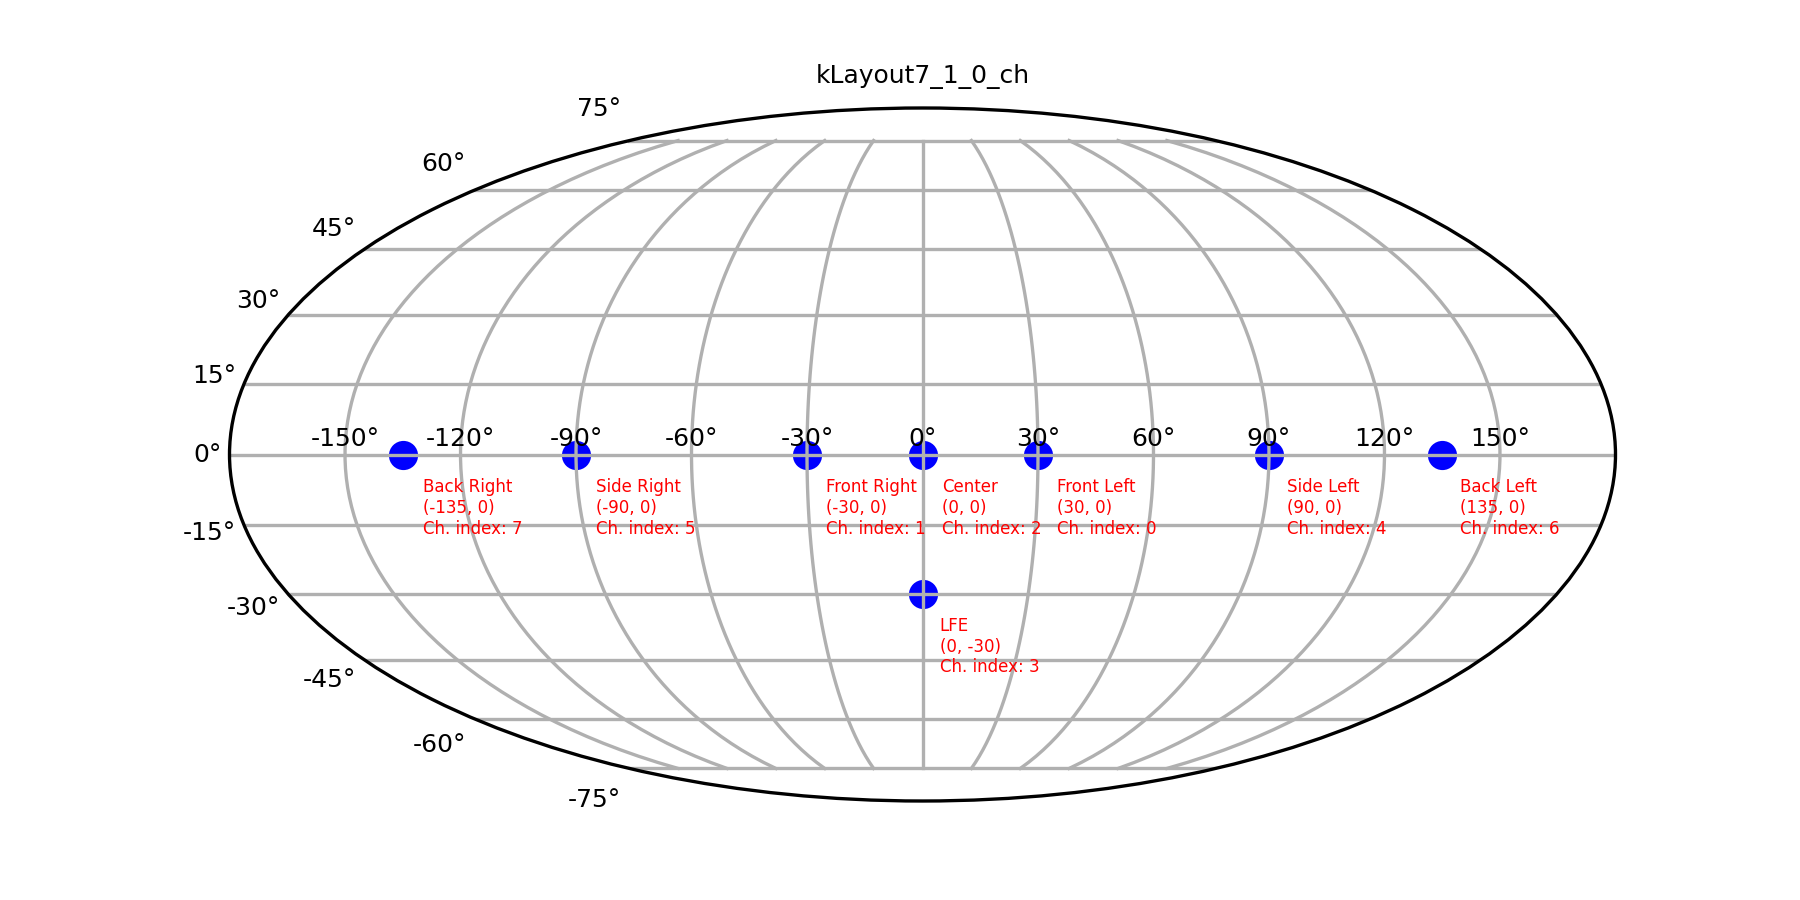 kLayout7_1_0_ch
75°
60°
45°
30°
15°
0°
-15°
-30°
-45°
-60°
-75°
-150° -120° -90° -60° -30° 0° 30° 60° 90° 120° 150°
Back Right
(-135, 0)
Ch. index: 7
Side Right
(-90, 0)
Ch. index: 5
Front Right
(-30, 0)
Ch. index: 1
Center
(0, 0)
Ch. index: 2
Front Left
(30, 0)
Ch. index: 0
Side Left
(90, 0)
Ch. index: 4
Back Left
(135, 0)
Ch. index: 6
LFE
(0, -30)
Ch. index: 3